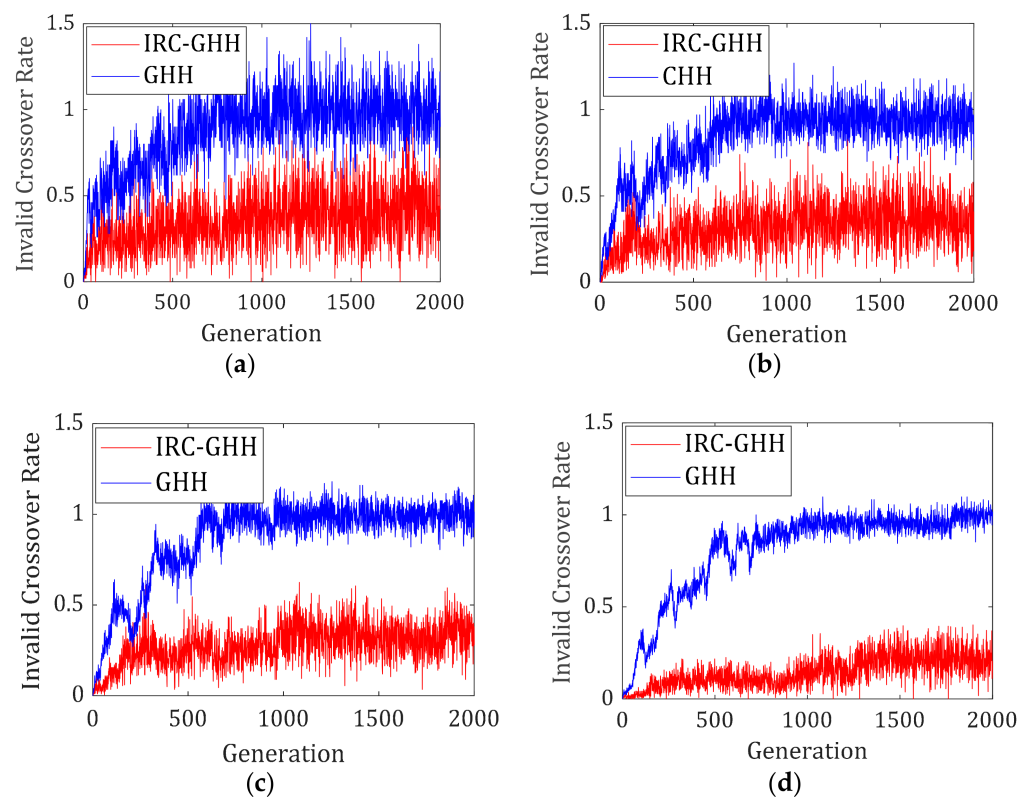 1.5
1
0.5
0
Invalid Crossover Rate
IRC-GHH
GHH
0 500 1000 1500 2000
Generation
(a)
1.5
1
0.5
0
Invalid Crossover Rate
IRC-GHH
CHH
0 500 1000 1500 2000
Generation
(b)
1.5
1
0.5
0
Invalid Crossover Rate
IRC-GHH
GHH
0 500 1000 1500 2000
Generation
(c)
1.5
1
0.5
0
Invalid Crossover Rate
IRC-GHH
GHH
0 500 1000 1500 2000
Generation
(d)